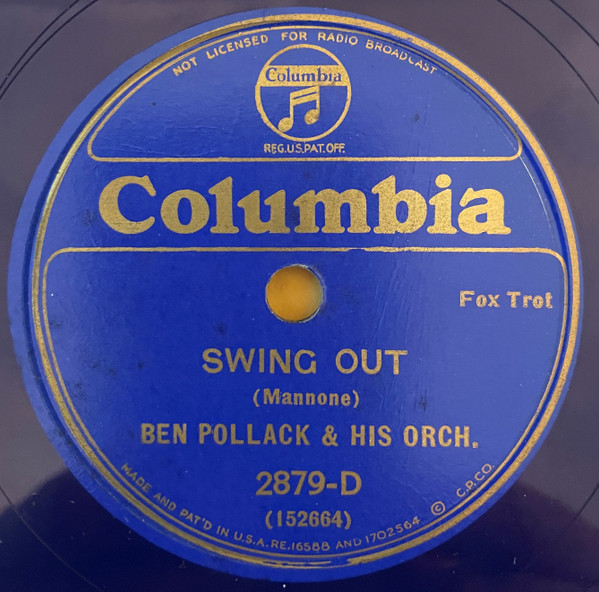 NOT LICENSED FOR RADIO BROADCAST
Columbia
REG.U.S.PAT.OFF.
Columbia
Fox Trot
SWING OUT
(Mannone)
BEN POLLACK & HIS ORCH.
2879-D
(152664)
MADE AND PAT'D IN U.S.A. RE.16588 AND 1702564 © C.P.CO.